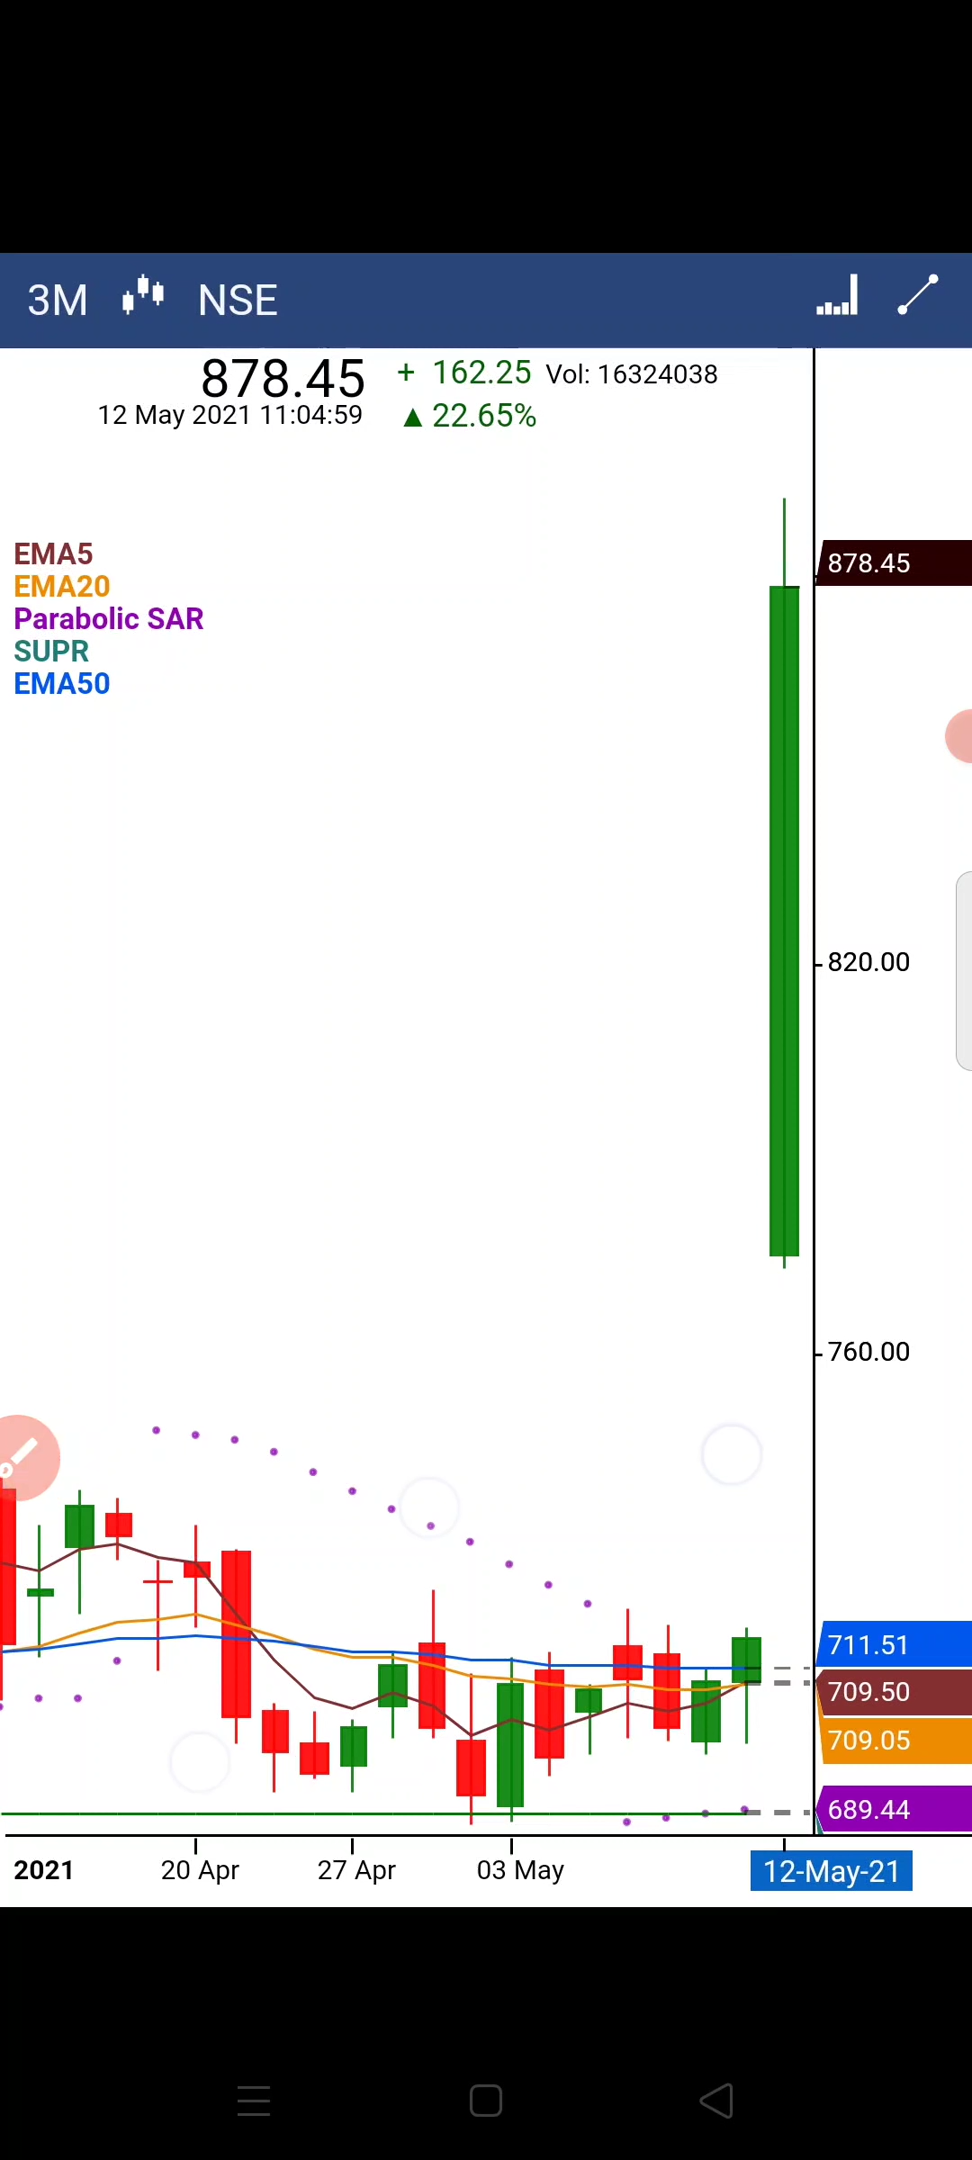 3M NSE
878.45 + 162.25 Vol: 16324038
12 May 2021 11:04:59 ▲ 22.65%
EMA5
878.45
EMA20
Parabolic SAR
SUPR
EMA50
820.00
760.00
711.51
709.50
709.05
689.44
2021 20 Apr 27 Apr 03 May 12-May-21